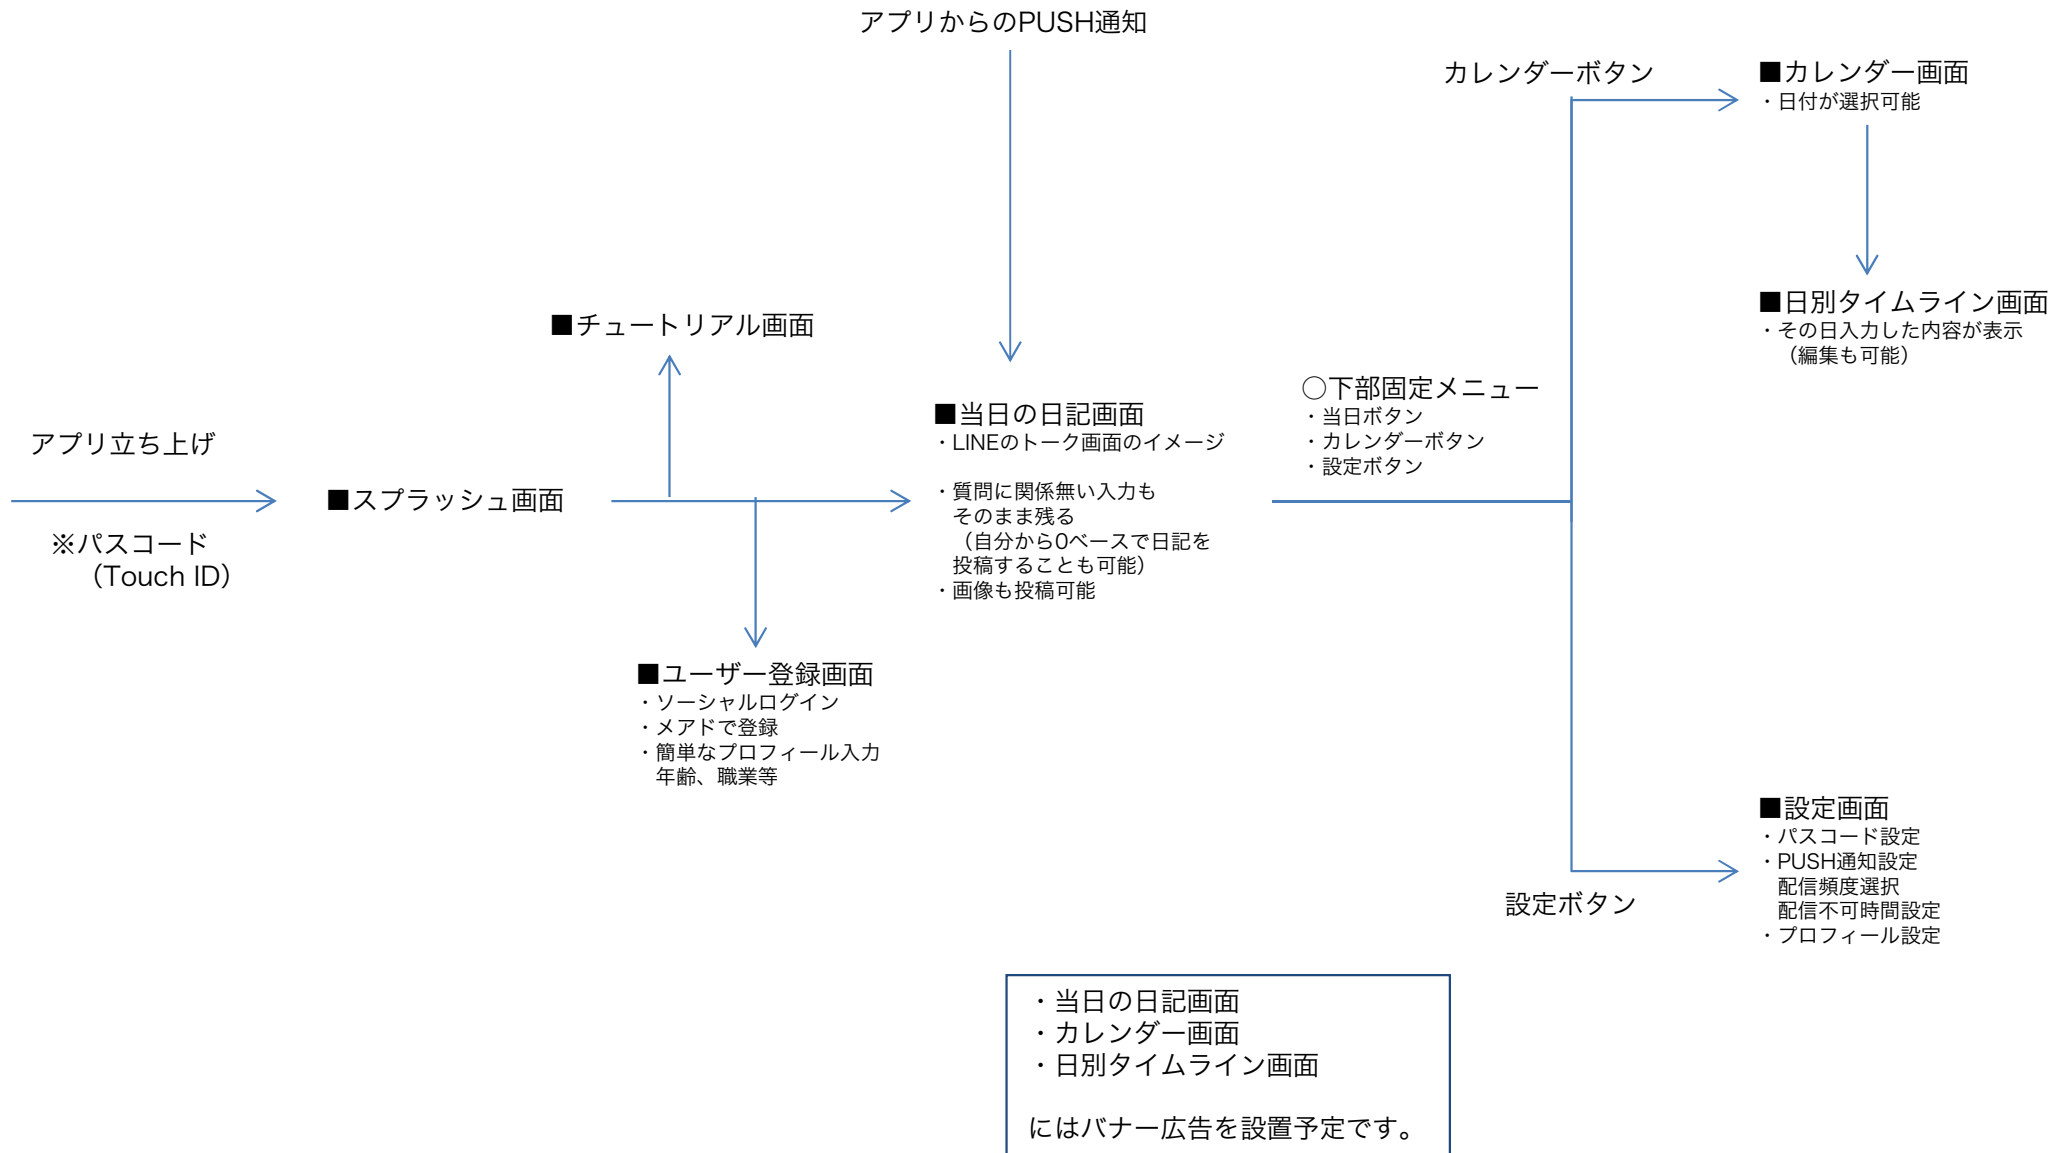 アプリからのPUSH通知
カレンダーボタン
■カレンダー画面
・日付が選択可能
■日別タイムライン画面
・その日入力した内容が表示
（編集も可能）
■チュートリアル画面
○下部固定メニュー
・当日ボタン
・カレンダーボタン
・設定ボタン
■当日の日記画面
・LINEのトーク画面のイメージ
・質問に関係無い入力も
そのまま残る
（自分から0ベースで日記を
投稿することも可能）
・画像も投稿可能
アプリ立ち上げ
※パスコード
（Touch ID）
■スプラッシュ画面
■ユーザー登録画面
・ソーシャルログイン
・メアドで登録
・簡単なプロフィール入力
年齢、職業等
■設定画面
・パスコード設定
・PUSH通知設定
配信頻度選択
配信不可時間設定
・プロフィール設定
設定ボタン
・当日の日記画面
・カレンダー画面
・日別タイムライン画面
にはバナー広告を設置予定です。